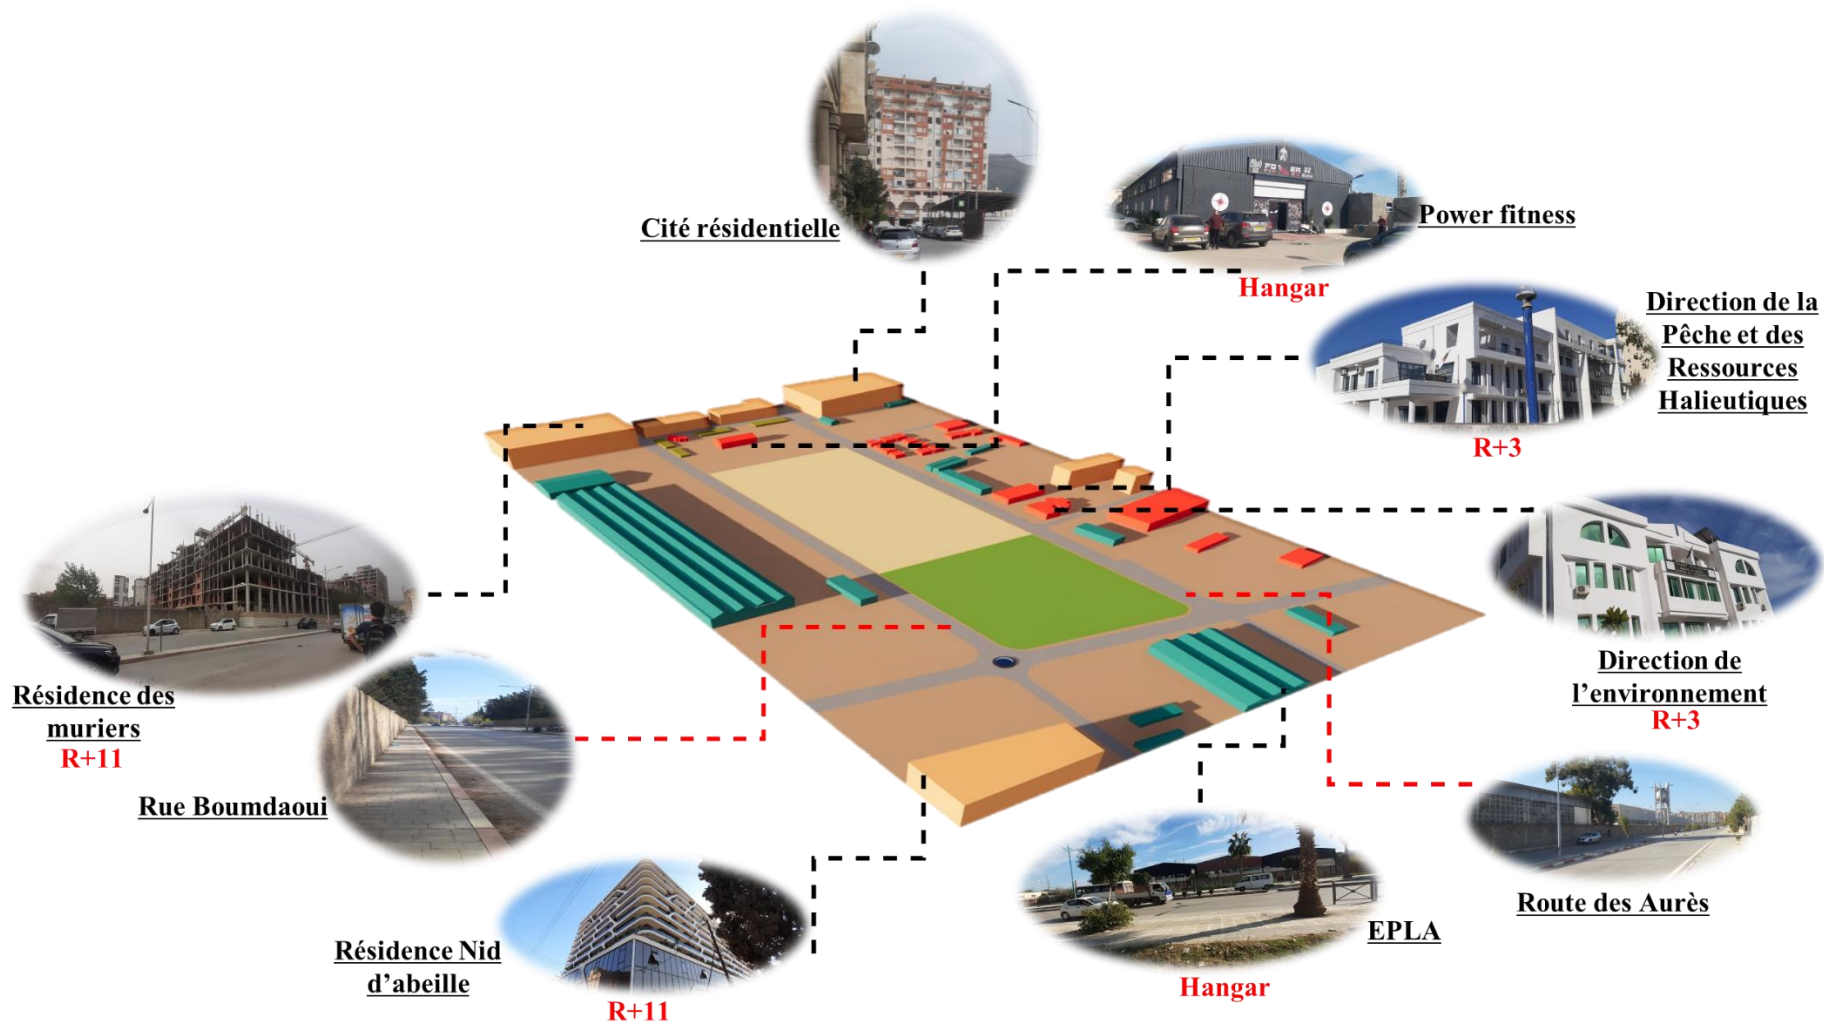 Cité résidentielle
Power fitness
Hangar
Direction de la
Pêche et des
Ressources
Halieutiques
R+3
Direction de
l’environnement
R+3
Résidence des
muriers
R+11
Rue Boumdaoui
Route des Aurès
EPLA
Hangar
Résidence Nid
d’abeille
R+11